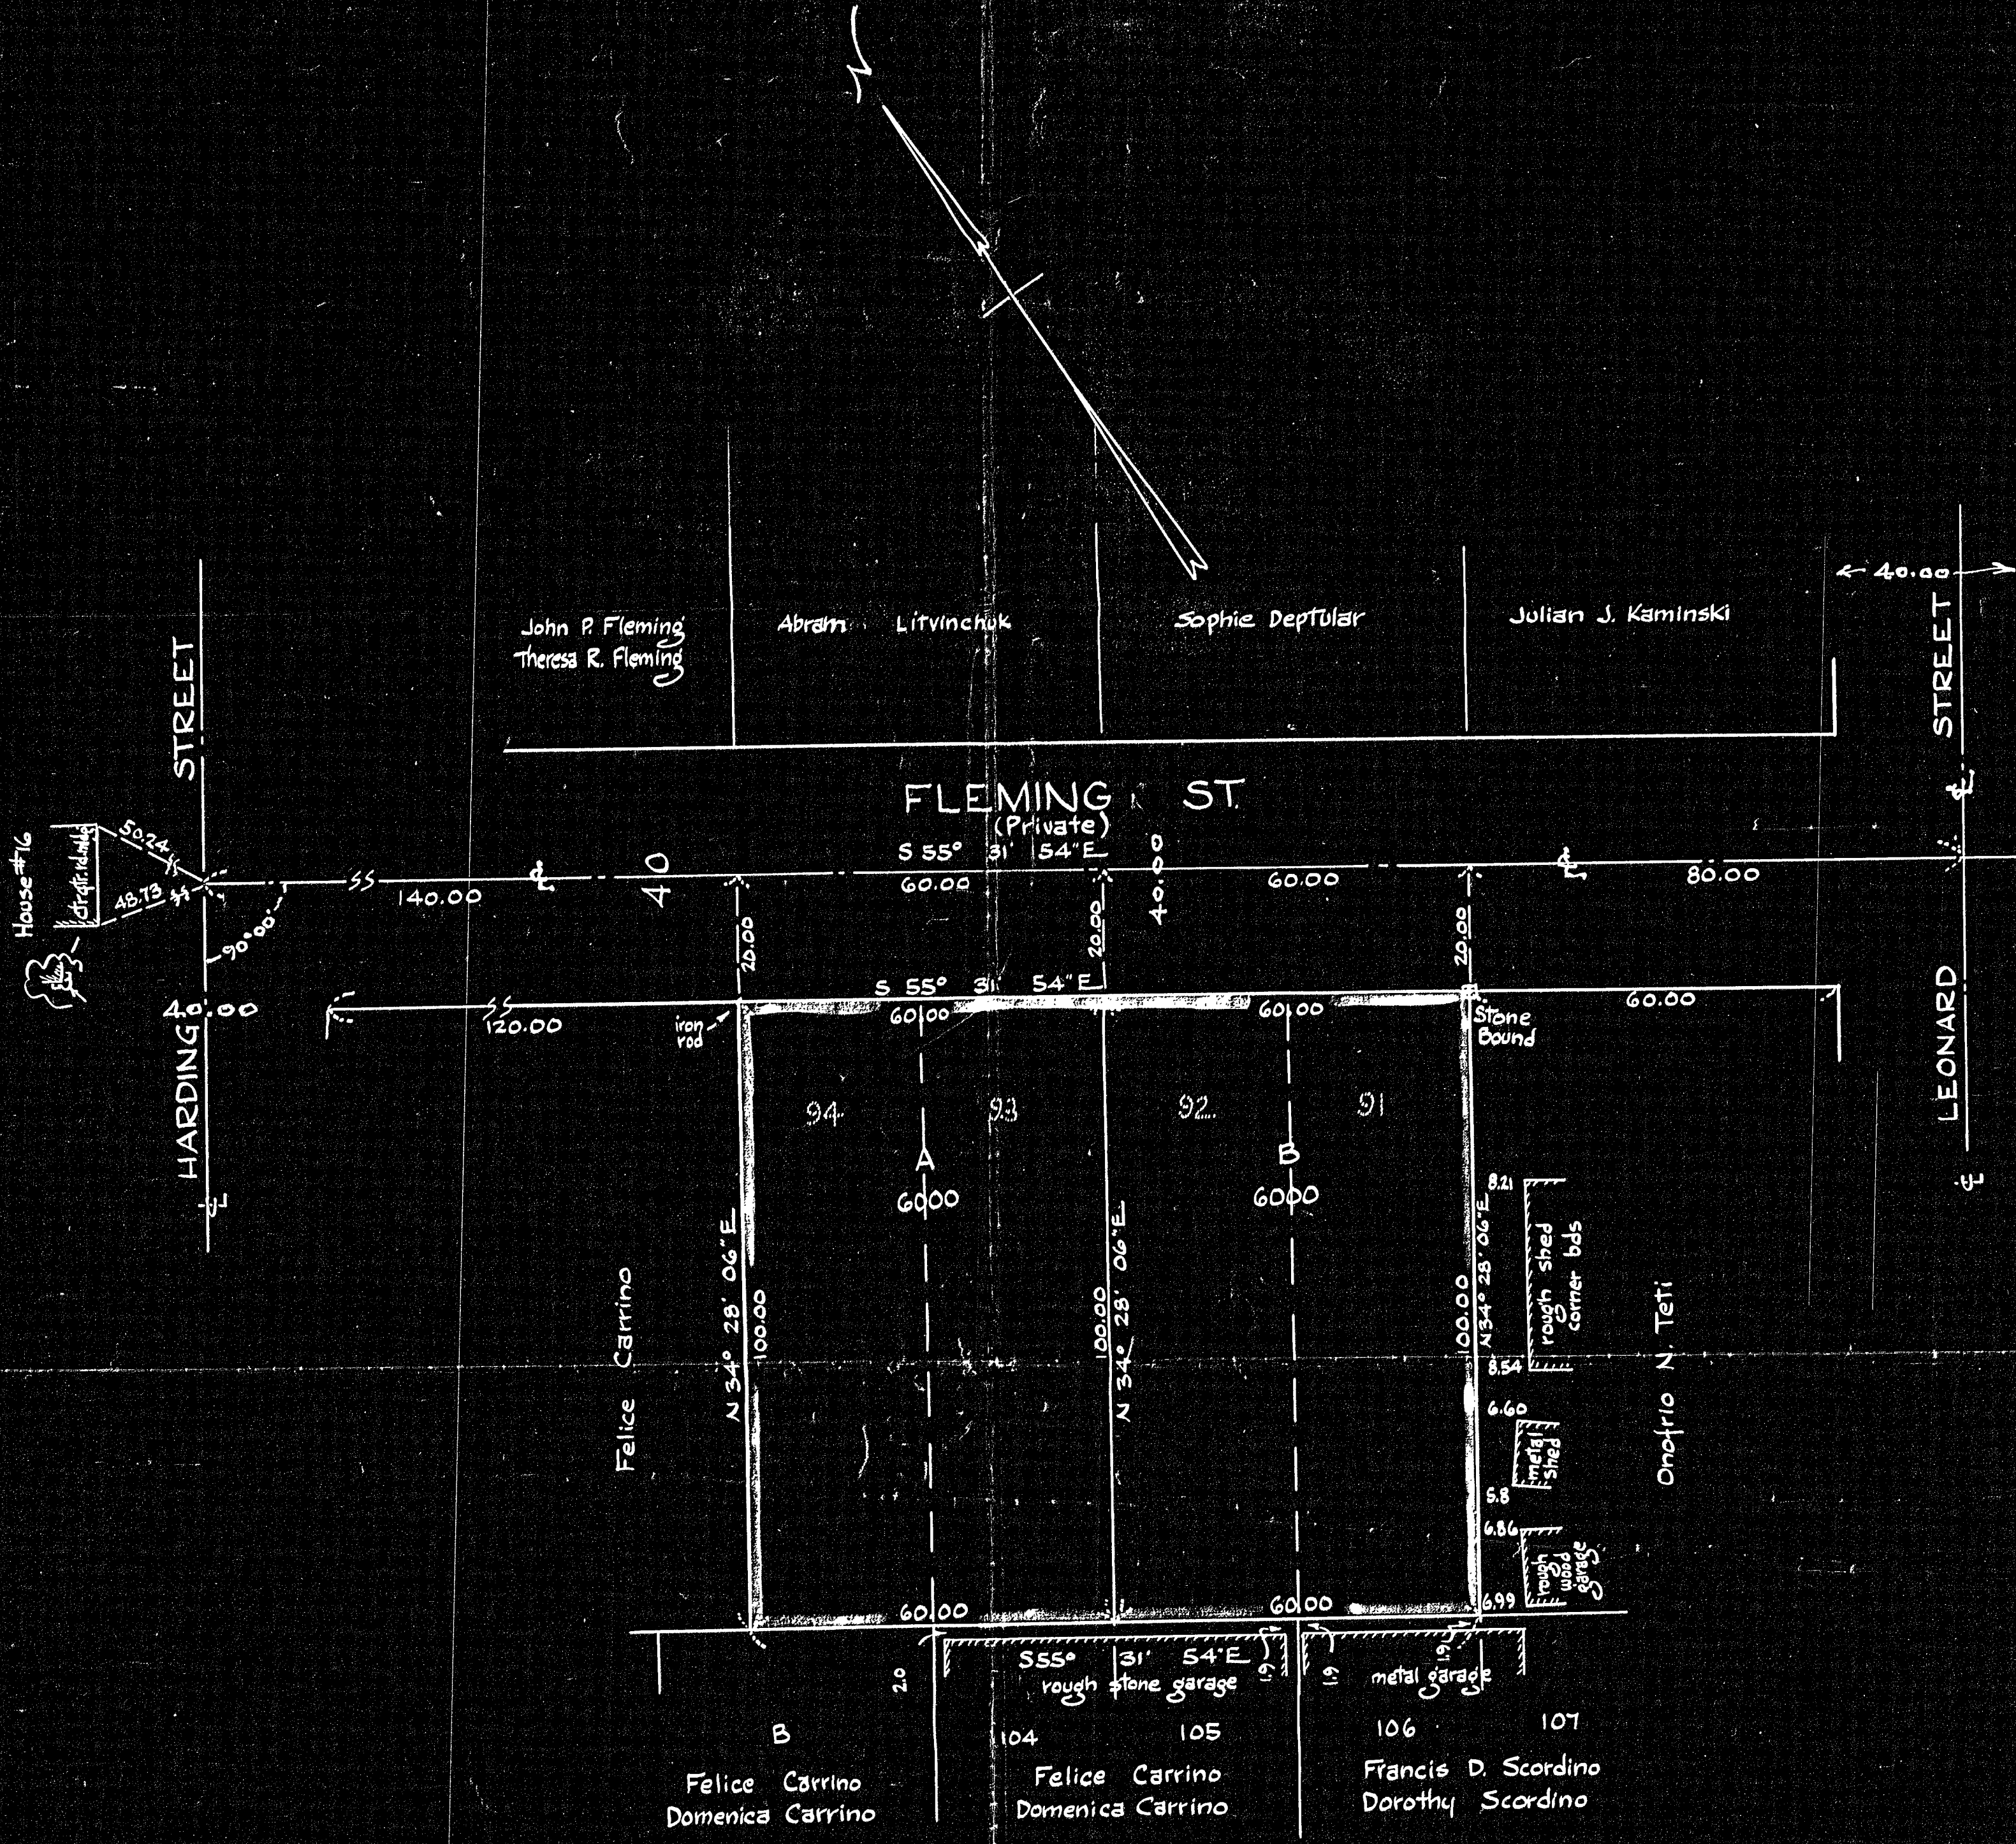 40.00
STREET
John P. Fleming
Theresa R. Fleming
Abram Litvinchuk
Sophie Deptular
Julian J. Kaminski
STREET
FLEMING ST.
(Private)
S 55° 31' 54" E
House #16
50.24
48.73
140.00
40
60.00
40.00
60.00
80.00
90°00'
20.00
20.00
20.00
S 55° 31' 54" E
40.00
120.00
iron
rod
60.00
60.00
Stone
Bound
60.00
HARDING
LEONARD
94
93
92
91
A
6000
B
6000
8.21
rough shed
corner bds
8.54
Felice Carrino
N 34° 28' 06" E
100.00
100.00
N 34° 28' 06" E
100.00
N 34° 28' 06" E
Onofrio N. Teti
6.60
metal
shed
5.8
6.86
rough
wood
garage
6.99
60.00
60.00
2.0
S 55° 31' 54" E
rough stone garage
1.9
1.9
1.9
metal garage
B
104
105
106
107
Felice Carrino
Domenica Carrino
Felice Carrino
Domenica Carrino
Francis D. Scordino
Dorothy Scordino